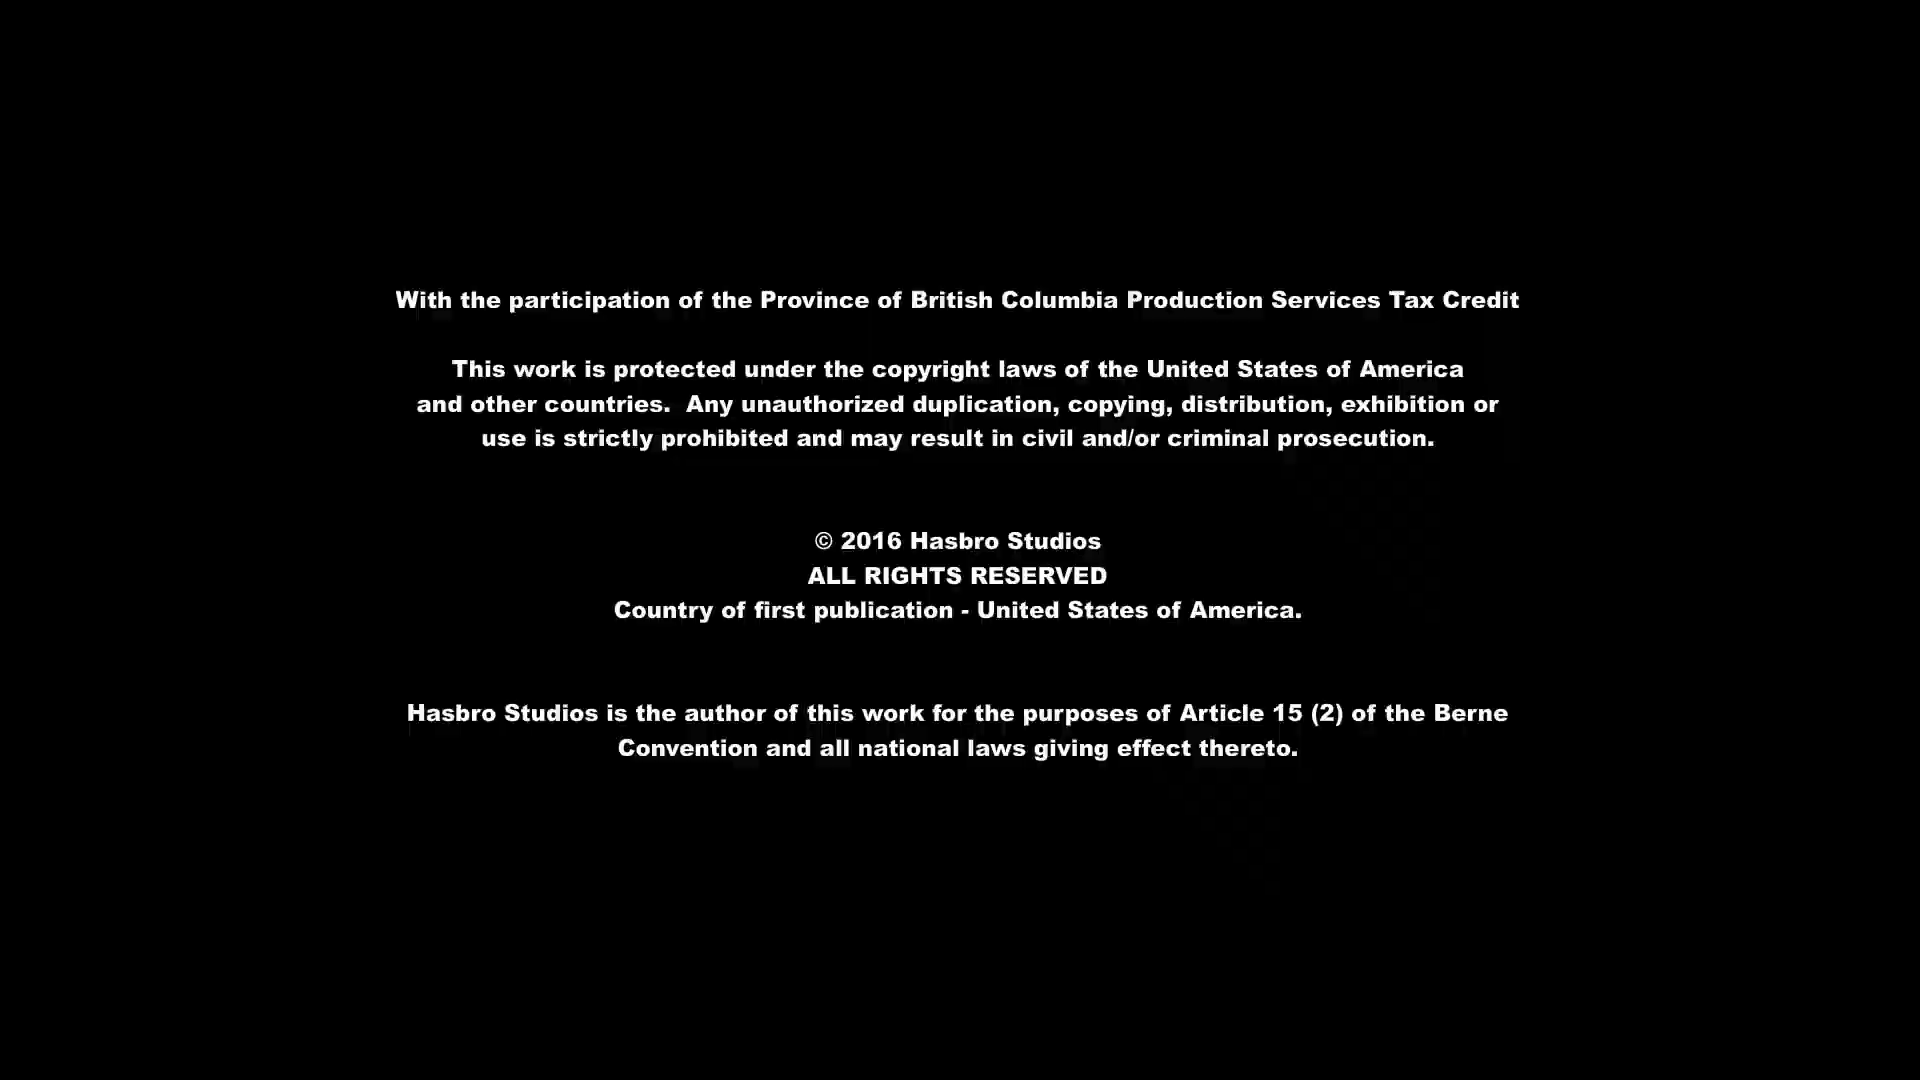 With the participation of the Province of British Columbia Production Services Tax Credit
This work is protected under the copyright laws of the United States of America
and other countries.  Any unauthorized duplication, copying, distribution, exhibition or
use is strictly prohibited and may result in civil and/or criminal prosecution.
© 2016 Hasbro Studios
ALL RIGHTS RESERVED
Country of first publication - United States of America.
Hasbro Studios is the author of this work for the purposes of Article 15 (2) of the Berne
Convention and all national laws giving effect thereto.